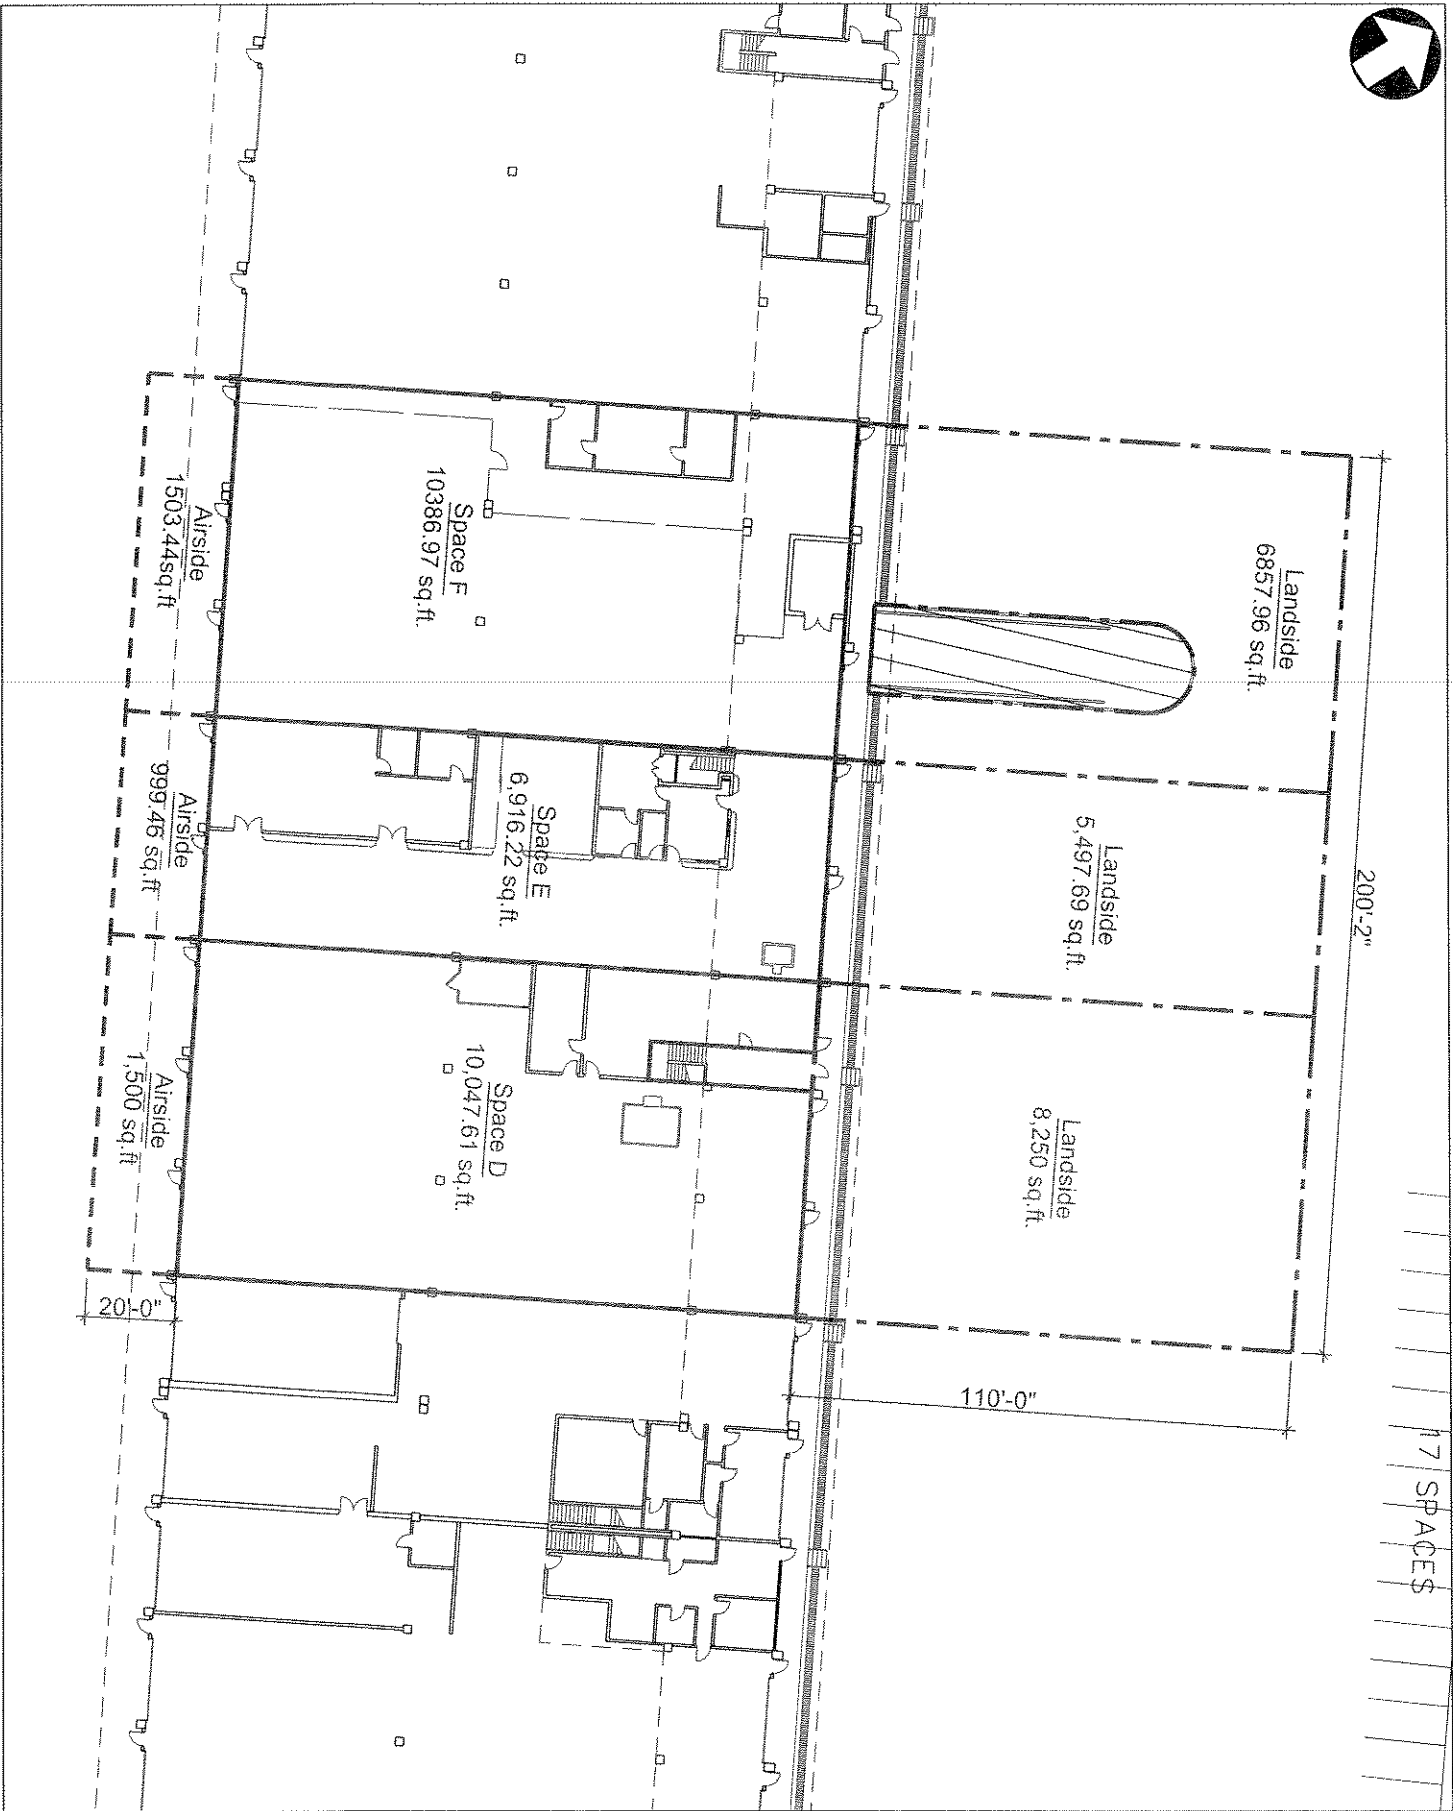 Landside
6857.96 sq.ft.
Landside
5,497.69 sq.ft.
Landside
8,250 sq.ft.
200'-2"
110'-0"
17 SPACES
Space F
10386.97 sq.ft.
Space E
6,916.22 sq.ft.
Space D
10,047.61 sq.ft.
Airside
1503.44sq.ft
Airside
999.46 sq.ft
Airside
1,500 sq.ft
20'-0"